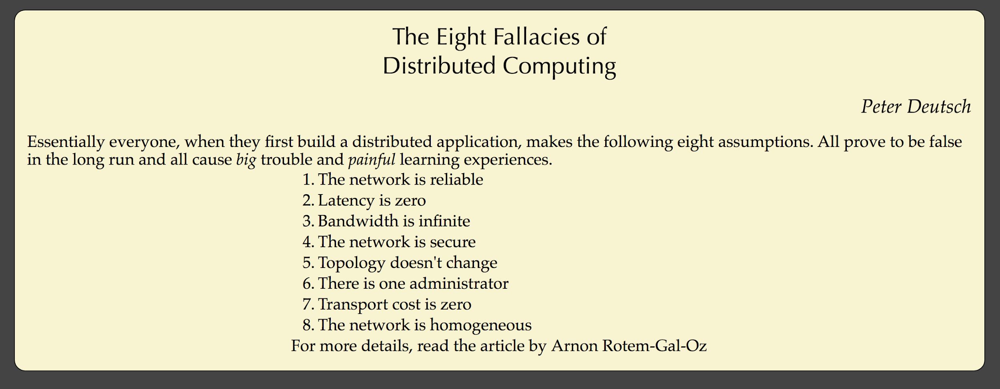 The Eight Fallacies of
Distributed Computing
Peter Deutsch
Essentially everyone, when they first build a distributed application, makes the following eight assumptions. All prove to be false
in the long run and all cause big trouble and painful learning experiences.
1. The network is reliable
2. Latency is zero
3. Bandwidth is infinite
4. The network is secure
5. Topology doesn't change
6. There is one administrator
7. Transport cost is zero
8. The network is homogeneous
For more details, read the article by Arnon Rotem-Gal-Oz